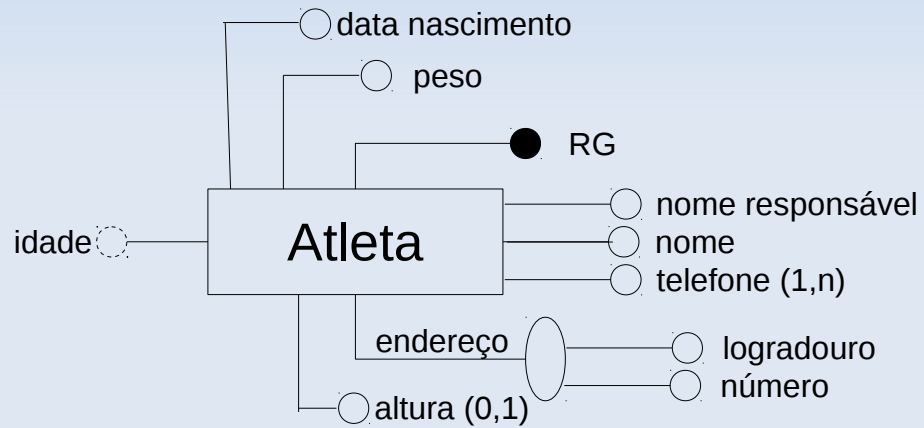 data nascimento
peso
RG
nome responsável
idade
Atleta
nome
telefone (1,n)
endereço
logradouro
número
altura (0,1)